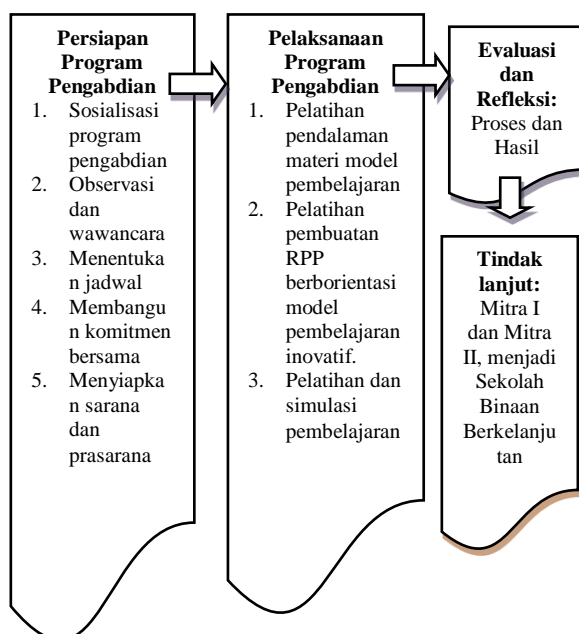 Persiapan
Program
Pengabdian
1. Sosialisasi
program
pengabdian
2. Observasi
dan
wawancara
3. Menentuka
n jadwal
4. Membangu
n komitmen
bersama
5. Menyiapka
n sarana
dan
prasarana
Pelaksanaan
Program
Pengabdian
1. Pelatihan
pendalaman
materi model
pembelajaran
2. Pelatihan
pembuatan
RPP
berborientasi
model
pembelajaran
inovatif.
3. Pelatihan dan
simulasi
pembelajaran
Evaluasi
dan
Refleksi:
Proses dan
Hasil
Tindak
lanjut:
Mitra I
dan Mitra
II, menjadi
Sekolah
Binaan
Berkelanju
tan